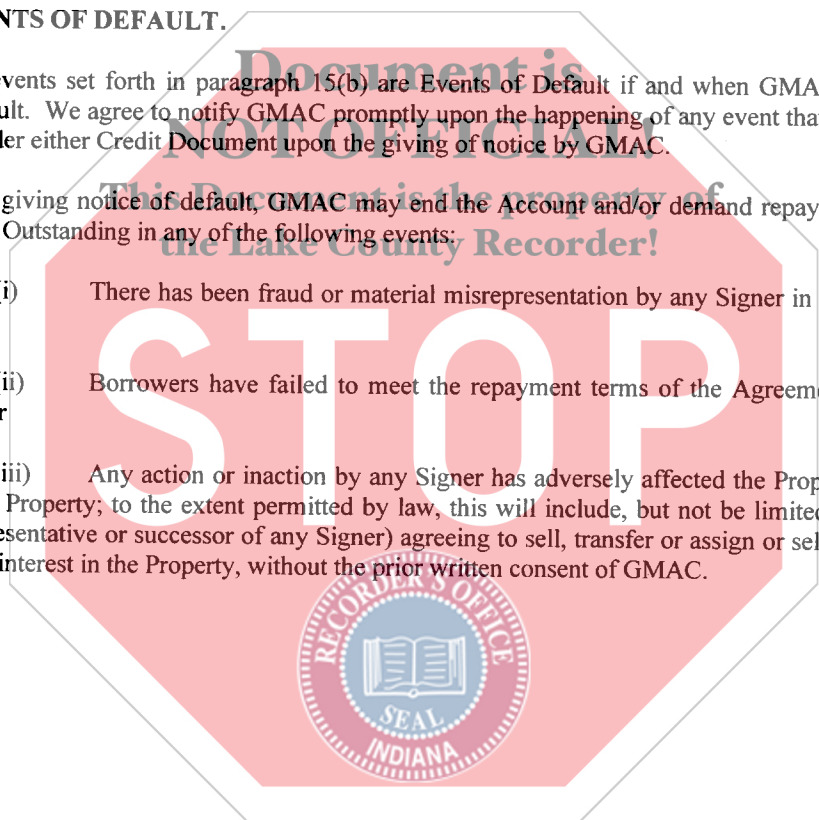 NTS OF DEFAULT.
Document is
vents set forth in paragraph 15(b) are Events of Default if and when GMA
ult. We agree to notify GMAC promptly upon the happening of any event tha
NOT OFFICIAL!
ler either Credit Document upon the giving of notice by GMAC.
This Document is the property of
giving notice of default, GMAC may end the Account and/or demand repay
Outstanding in any of the following events:
the Lake County Recorder!
(i) There has been fraud or material misrepresentation by any Signer in
STOP
(ii) Borrowers have failed to meet the repayment terms of the Agreeme
r
iii) Any action or inaction by any Signer has adversely affected the Prop
Property; to the extent permitted by law, this will include, but not be limited
esentative or successor of any Signer) agreeing to sell, transfer or assign or sel
interest in the Property, without the prior written consent of GMAC.
RECORDER'S OFFICE
SEAL
INDIANA